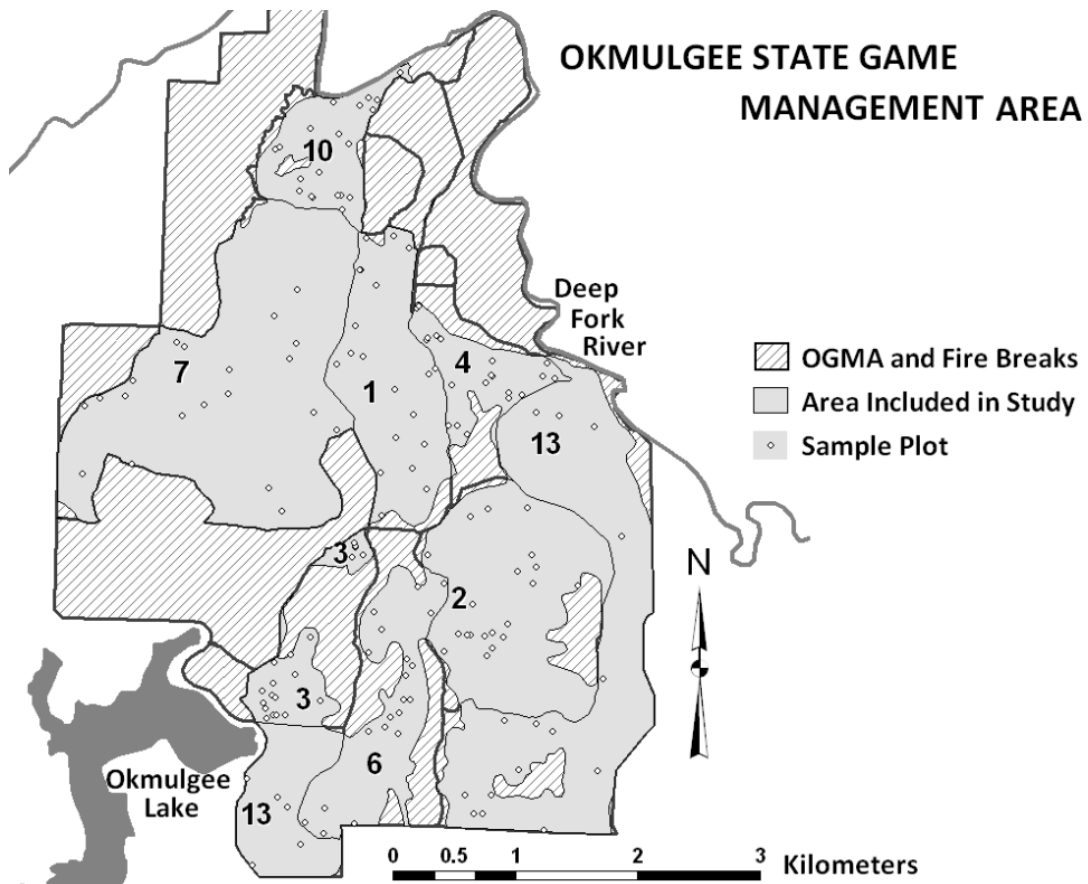 OKMULGEE STATE GAME
MANAGEMENT AREA
10
Deep
Fork
River
7
1
4
13
OGMA and Fire Breaks
Area Included in Study
Sample Plot
3
2
N
3
6
Okmulgee
Lake
13
0 0.5 1 2 3
Kilometers